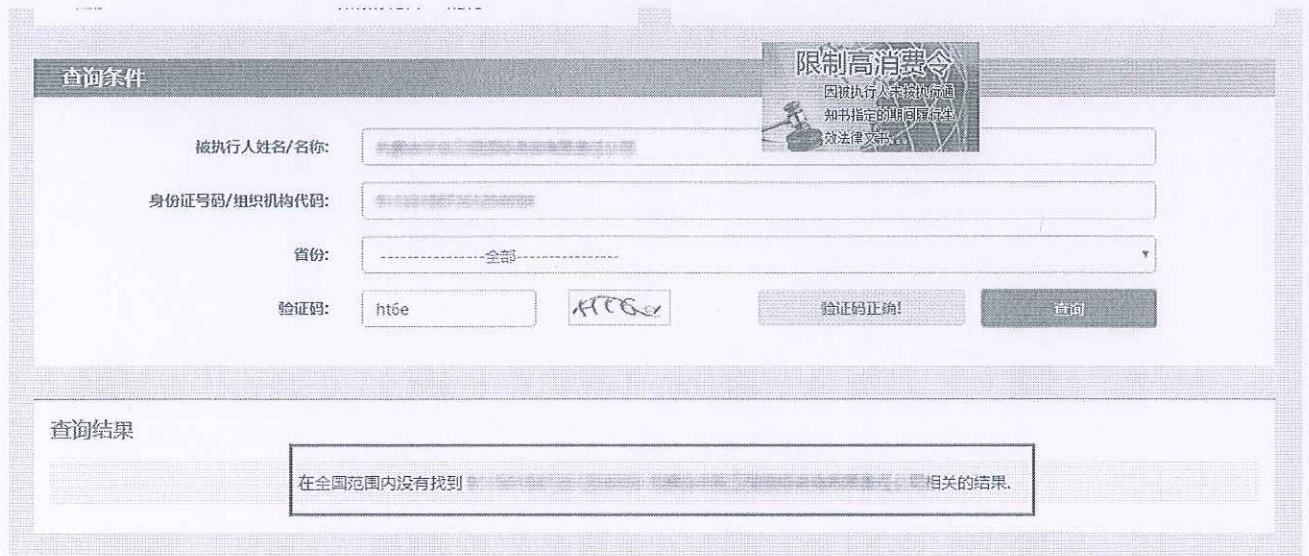 查询条件
限制高消费令
因被执行人未按执行通
知书指定的期间履行生
效法律文书...
被执行人姓名/名称:
身份证号码/组织机构代码:
省份:
-----------------全部-----------------
验证码:
ht6e
验证码正确!
查询
查询结果
在全国范围内没有找到
相关的结果.